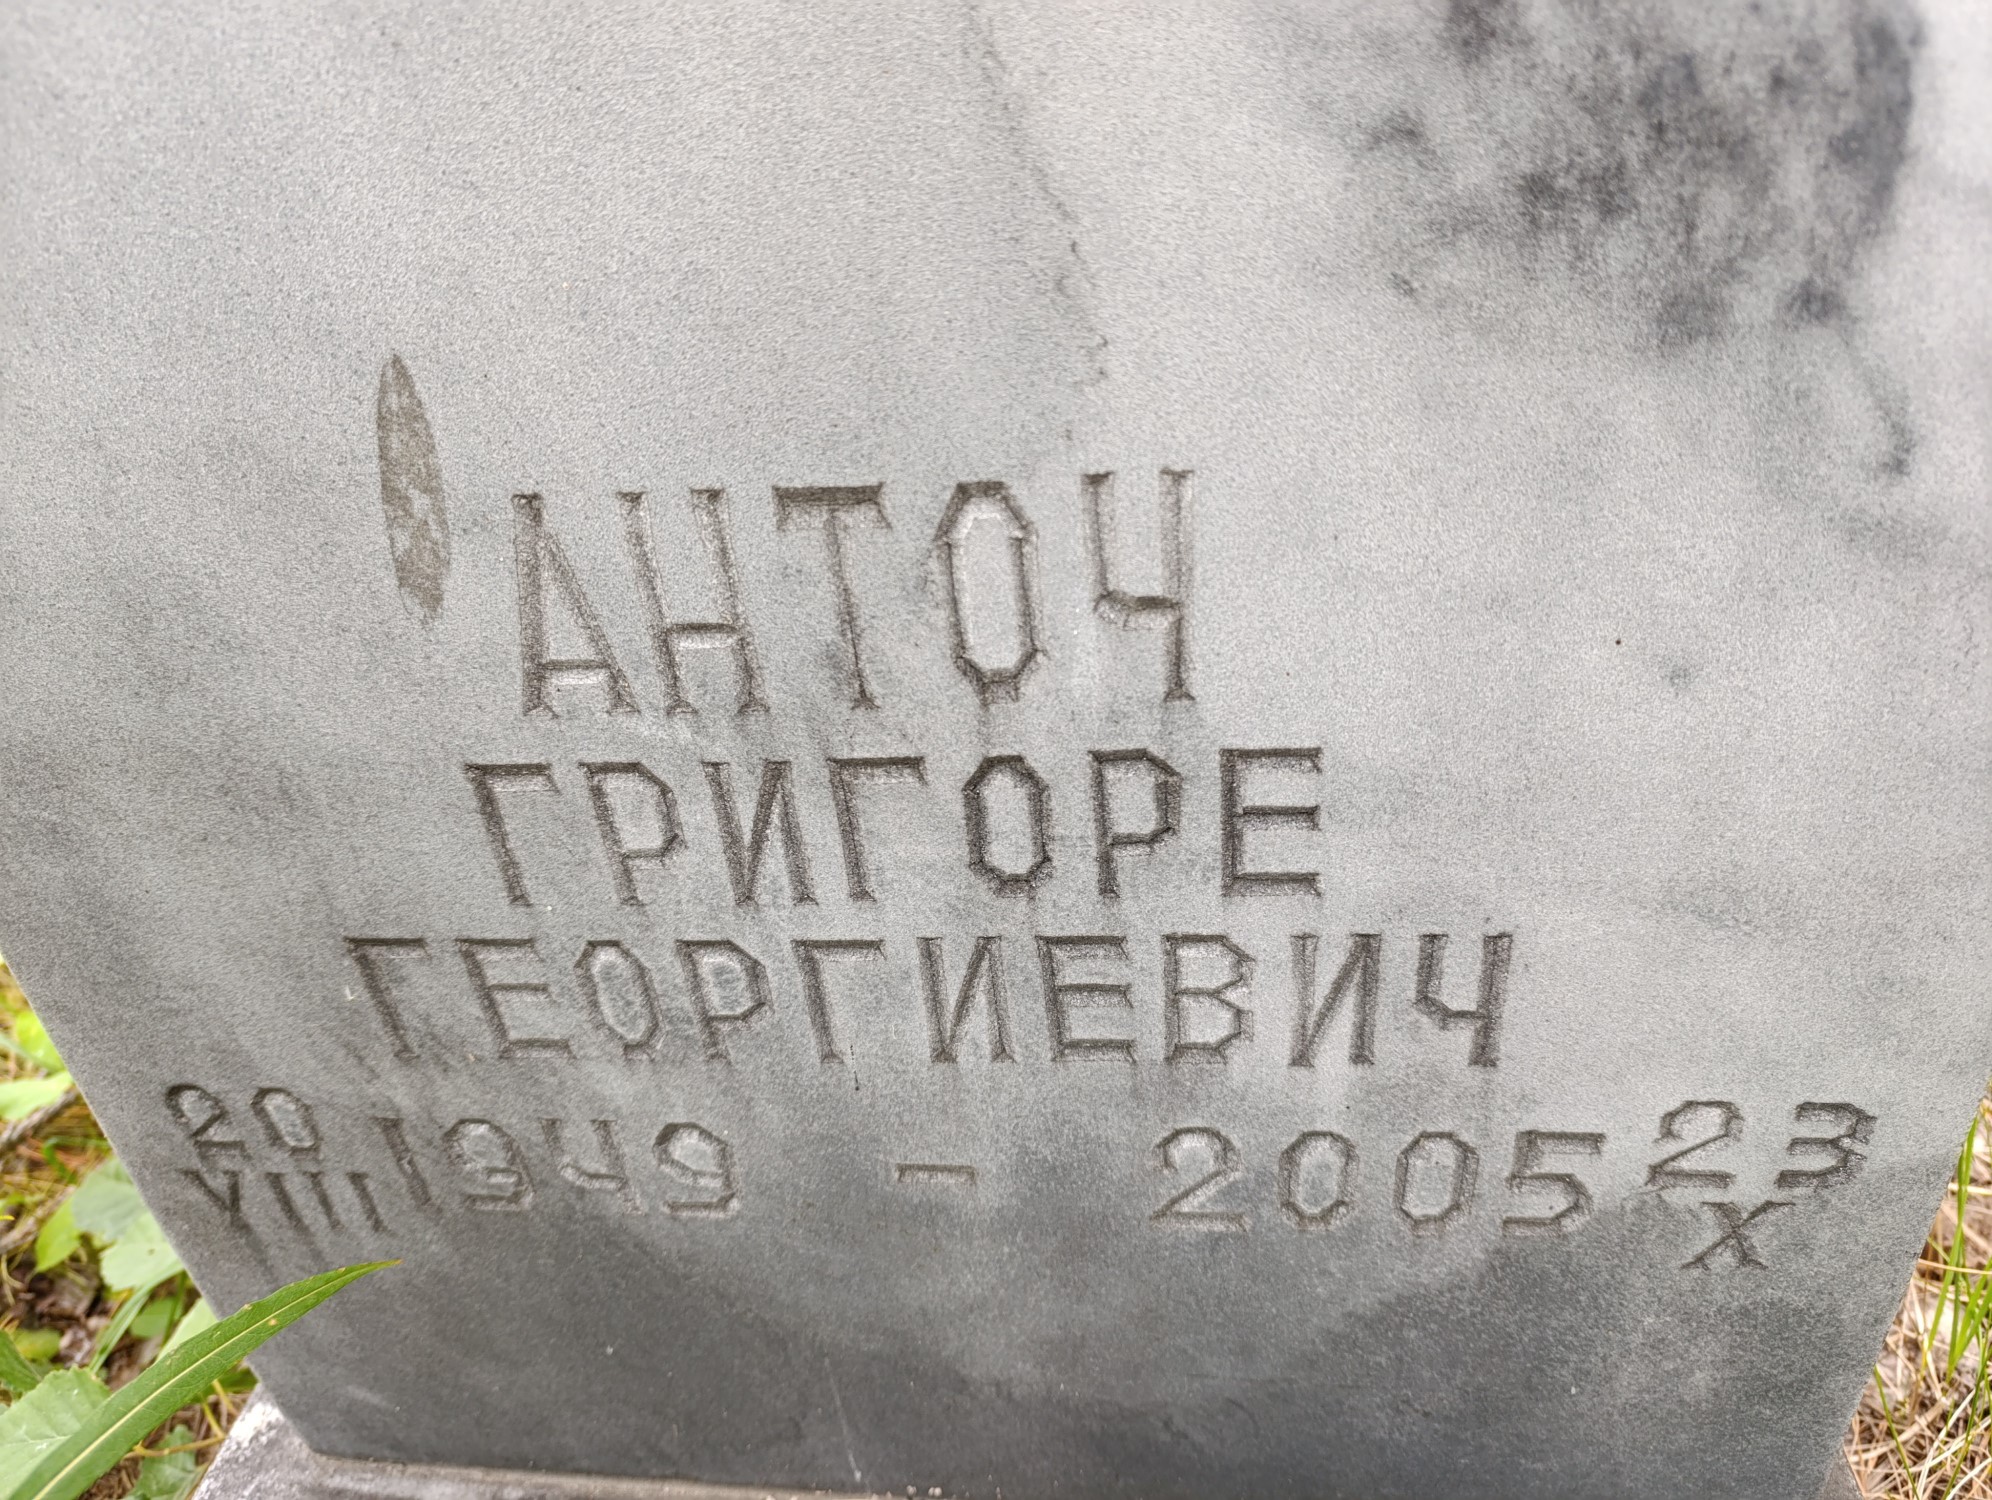 АНТОЧ
ГРИГОРЕ
ГЕОРГИЕВИЧ
20 VIII 1949 - 2005 23 X